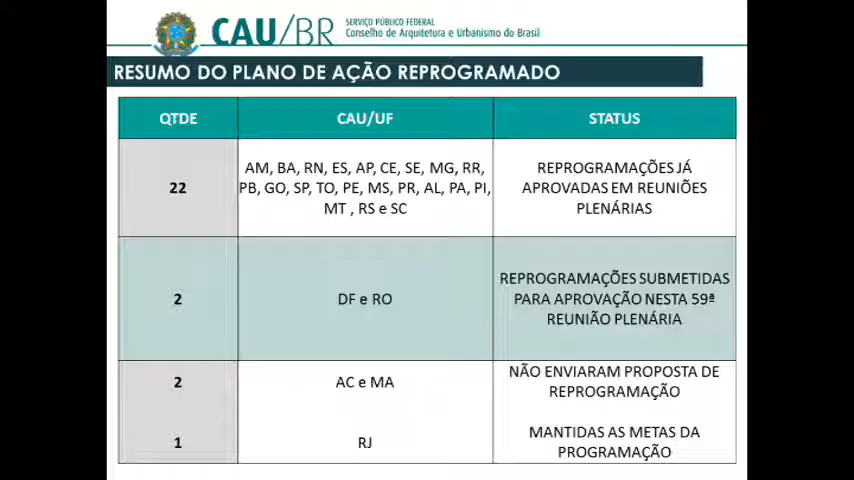 CAU/BR
SERVIÇO PÚBLICO FEDERAL
Conselho de Arquitetura e Urbanismo do Brasil
RESUMO DO PLANO DE AÇÃO REPROGRAMADO
QTDE
CAU/UF
STATUS
22
AM, BA, RN, ES, AP, CE, SE, MG, RR,
PB, GO, SP, TO, PE, MS, PR, AL, PA, PI,
MT , RS e SC
REPROGRAMAÇÕES JÁ
APROVADAS EM REUNIÕES
PLENÁRIAS
2
DF e RO
REPROGRAMAÇÕES SUBMETIDAS
PARA APROVAÇÃO NESTA 59ª
REUNIÃO PLENÁRIA
2
AC e MA
NÃO ENVIARAM PROPOSTA DE
REPROGRAMAÇÃO
1
RJ
MANTIDAS AS METAS DA
PROGRAMAÇÃO